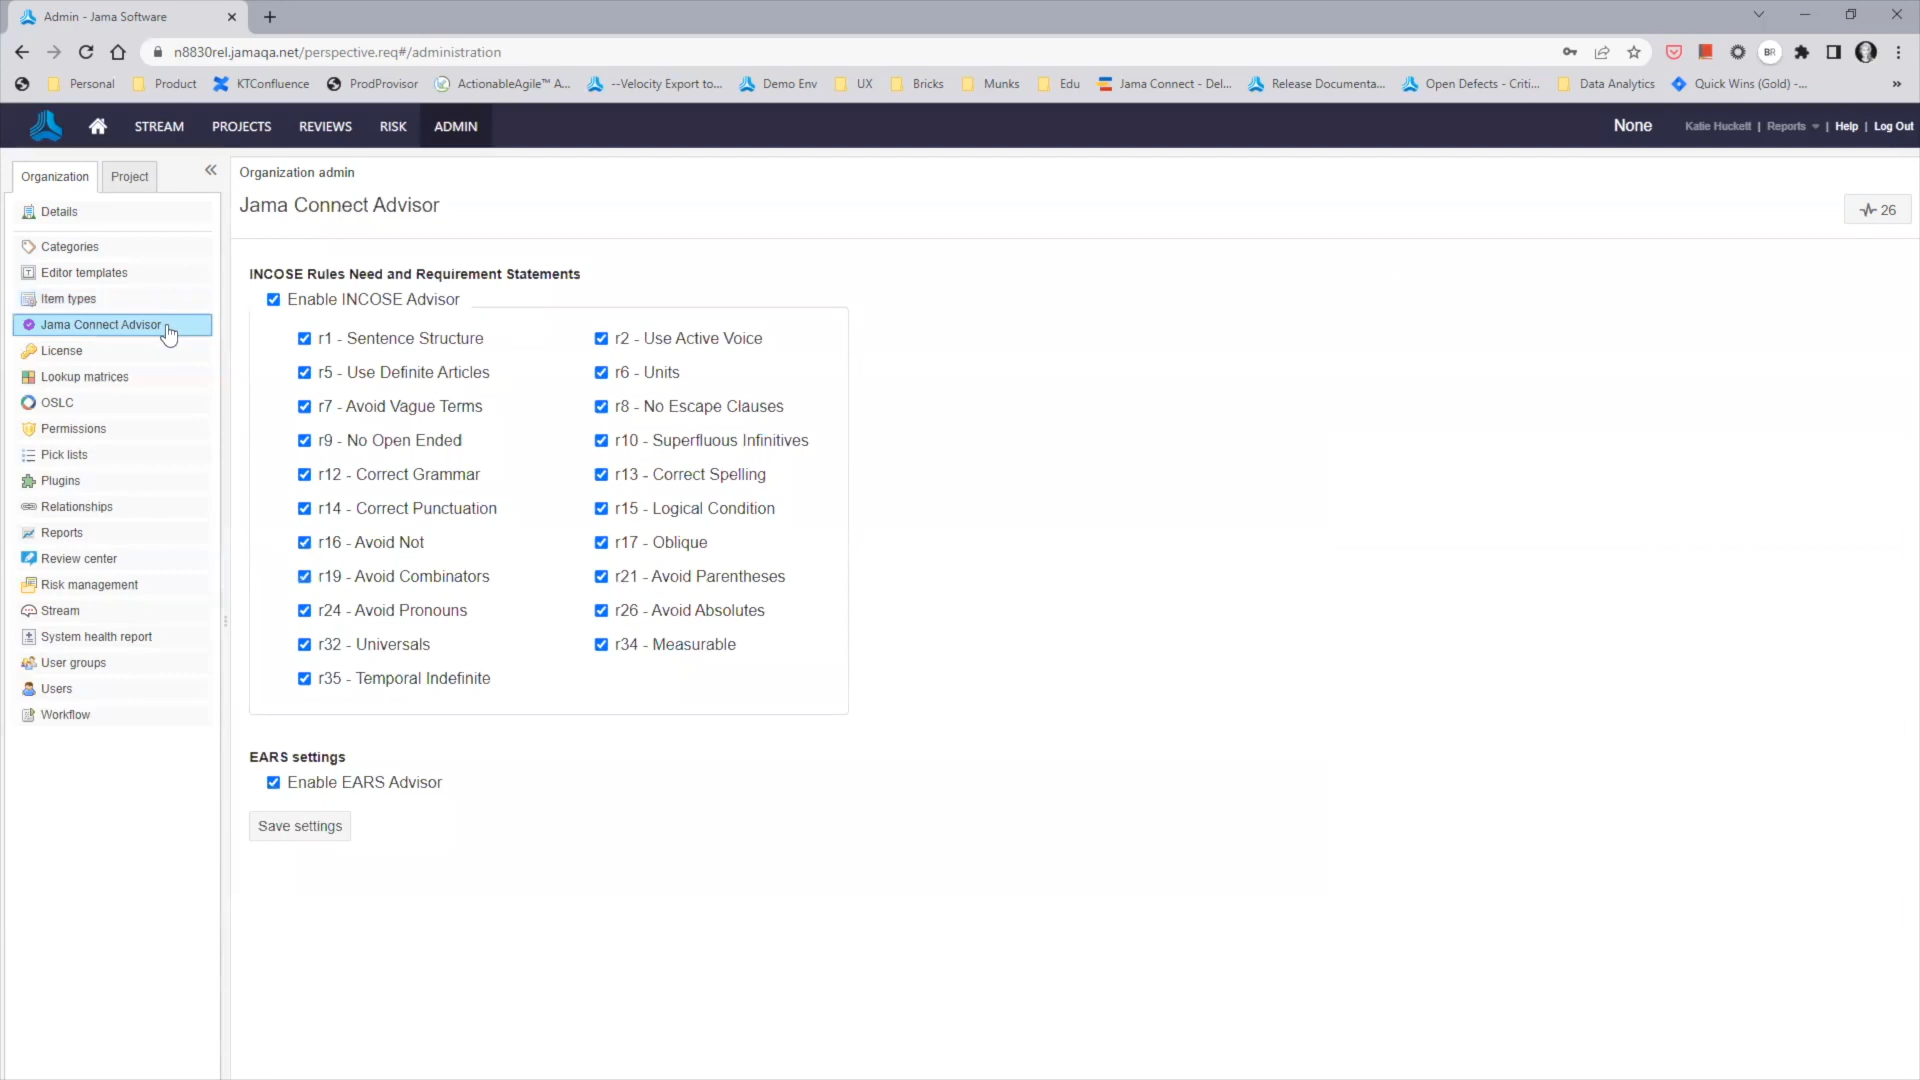 Admin - Jama Software
n8830rel.jamaqa.net/perspective.req#/administration
BR
Personal Product KTConfluence ProdProvisor ActionableAgile™ A... --Velocity Export to... Demo Env UX Bricks Munks Edu Jama Connect - Del... Release Documenta... Open Defects - Criti... Data Analytics Quick Wins (Gold) -... »
STREAM PROJECTS REVIEWS RISK ADMIN None Katie Huckett | Reports | Help | Log Out
Organization Project
Organization admin
Jama Connect Advisor
26
Details
Categories
Editor templates
Item types
Jama Connect Advisor
License
Lookup matrices
OSLC
Permissions
Pick lists
Plugins
Relationships
Reports
Review center
Risk management
Stream
System health report
User groups
Users
Workflow
INCOSE Rules Need and Requirement Statements
Enable INCOSE Advisor
r1 - Sentence Structure r2 - Use Active Voice
r5 - Use Definite Articles r6 - Units
r7 - Avoid Vague Terms r8 - No Escape Clauses
r9 - No Open Ended r10 - Superfluous Infinitives
r12 - Correct Grammar r13 - Correct Spelling
r14 - Correct Punctuation r15 - Logical Condition
r16 - Avoid Not r17 - Oblique
r19 - Avoid Combinators r21 - Avoid Parentheses
r24 - Avoid Pronouns r26 - Avoid Absolutes
r32 - Universals r34 - Measurable
r35 - Temporal Indefinite
EARS settings
Enable EARS Advisor
Save settings